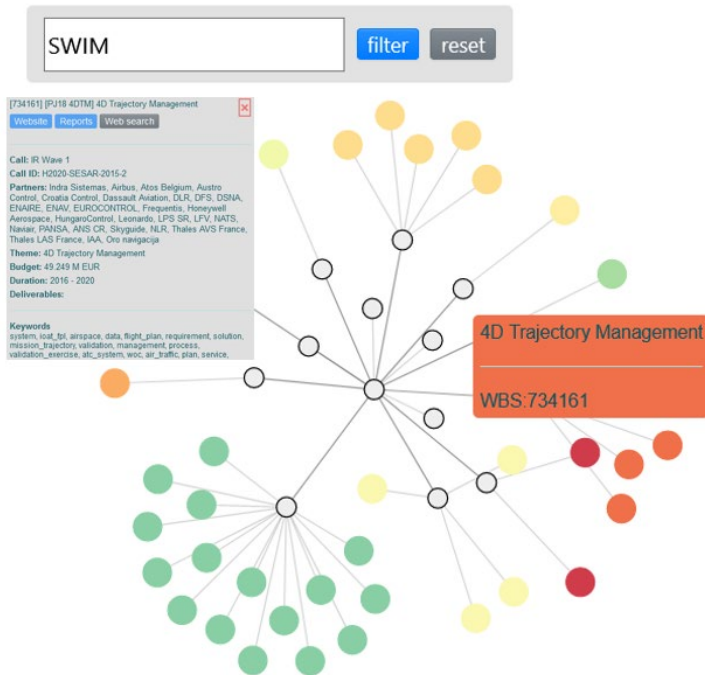 SWIM
filter
reset
[734161] [PJ18 4DTM] 4D Trajectory Management
Website
Reports
Web search
Call: IR Wave 1
Call ID: H2020-SESAR-2015-2
Partners: Indra Sistemas, Airbus, Atos Belgium, Austro
Control, Croatia Control, Dassault Aviation, DLR, DFS, DSNA,
ENAIRE, ENAV, EUROCONTROL, Frequentis, Honeywell
Aerospace, HungaroControl, Leonardo, LPS SR, LFV, NATS,
Naviair, PANSA, ANS CR, Skyguide, NLR, Thales AVS France,
Thales LAS France, IAA, Oro navigacija
Theme: 4D Trajectory Management
Budget: 49.249 M EUR
Duration: 2016 - 2020
Deliverables:
Keywords
system, ioat_fpl, airspace, data, flight_plan, requirement, solution,
mission_trajectory, validation, management, process,
validation_exercise, atc_system, woc, air_traffic, plan, service,
4D Trajectory Management
WBS:734161